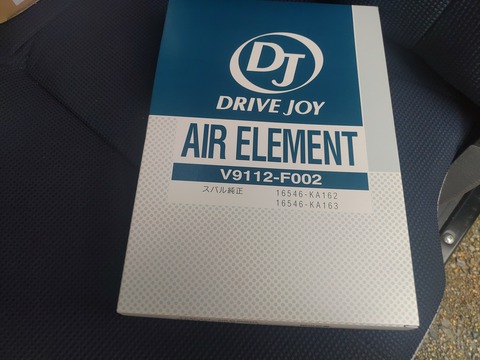 DJ
DRIVE JOY
AIR ELEMENT
V9112-F002
スバル純正 16546-KA162
16546-KA163